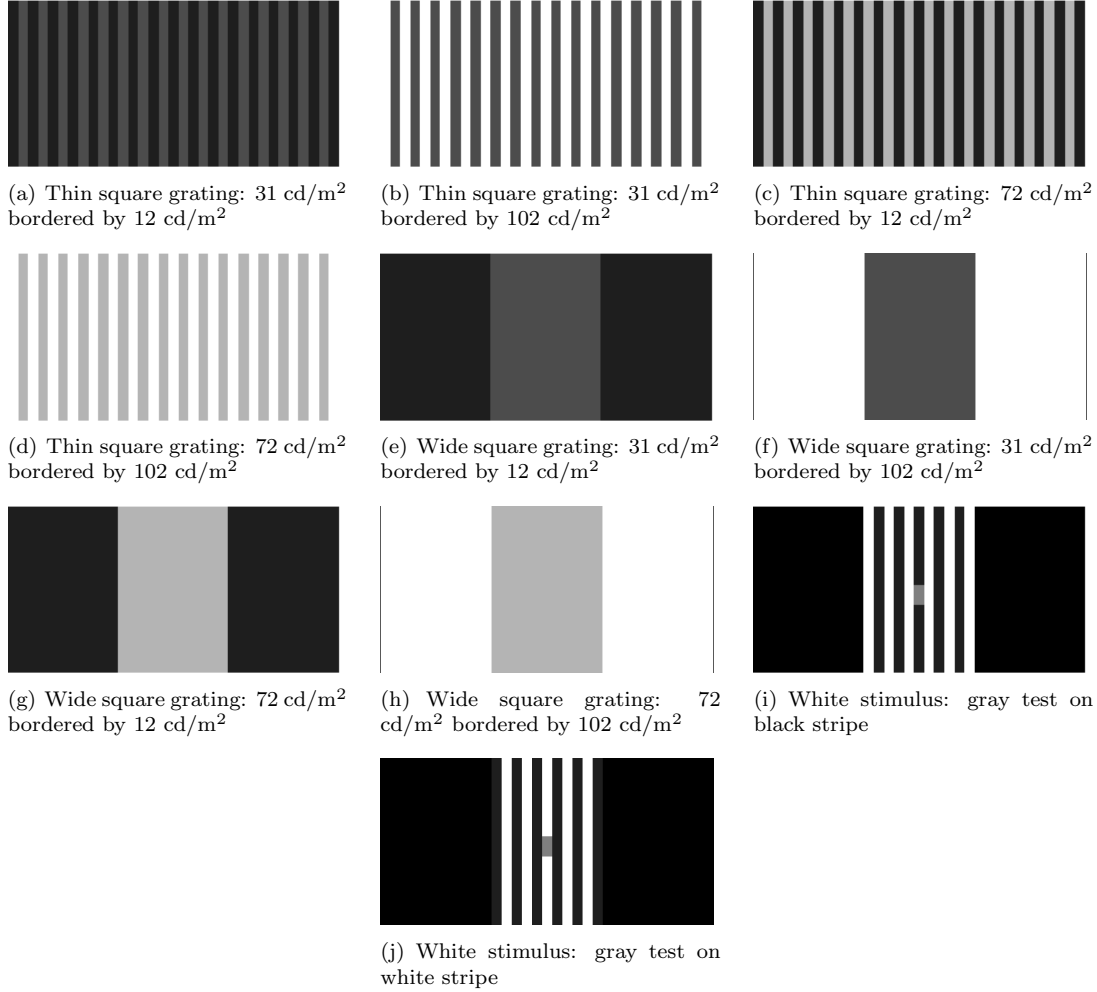 (a) Thin square grating: 31 cd/m²
bordered by 12 cd/m²
(b) Thin square grating: 31 cd/m²
bordered by 102 cd/m²
(c) Thin square grating: 72 cd/m²
bordered by 12 cd/m²
(d) Thin square grating: 72 cd/m²
bordered by 102 cd/m²
(e) Wide square grating: 31 cd/m²
bordered by 12 cd/m²
(f) Wide square grating: 31 cd/m²
bordered by 102 cd/m²
(g) Wide square grating: 72 cd/m²
bordered by 12 cd/m²
(h) Wide square grating: 72
cd/m² bordered by 102 cd/m²
(i) White stimulus: gray test on
black stripe
(j) White stimulus: gray test on
white stripe